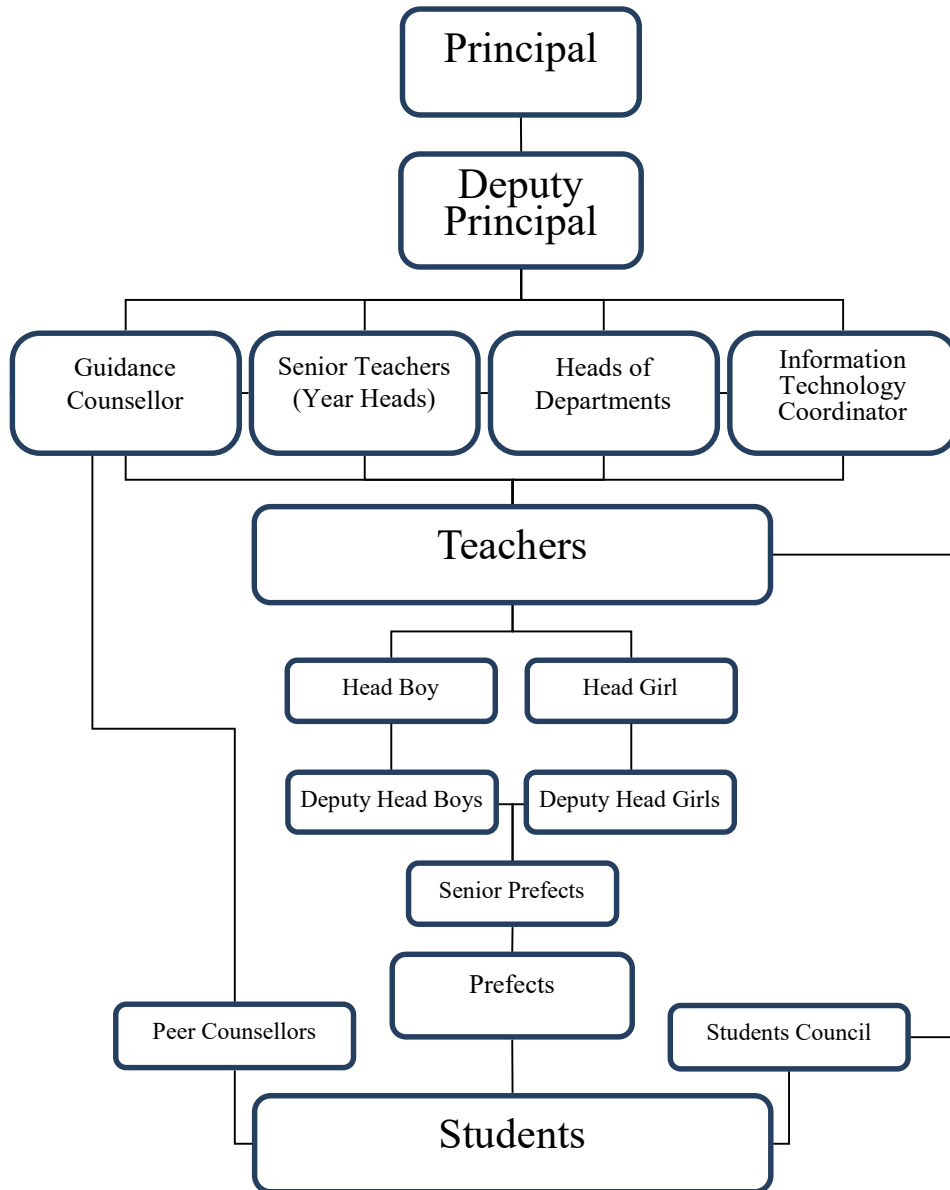 Principal
Deputy
Principal
Guidance
Counsellor
Senior Teachers
(Year Heads)
Heads of
Departments
Information
Technology
Coordinator
Teachers
Head Boy
Head Girl
Deputy Head Boys
Deputy Head Girls
Senior Prefects
Prefects
Peer Counsellors
Students Council
Students